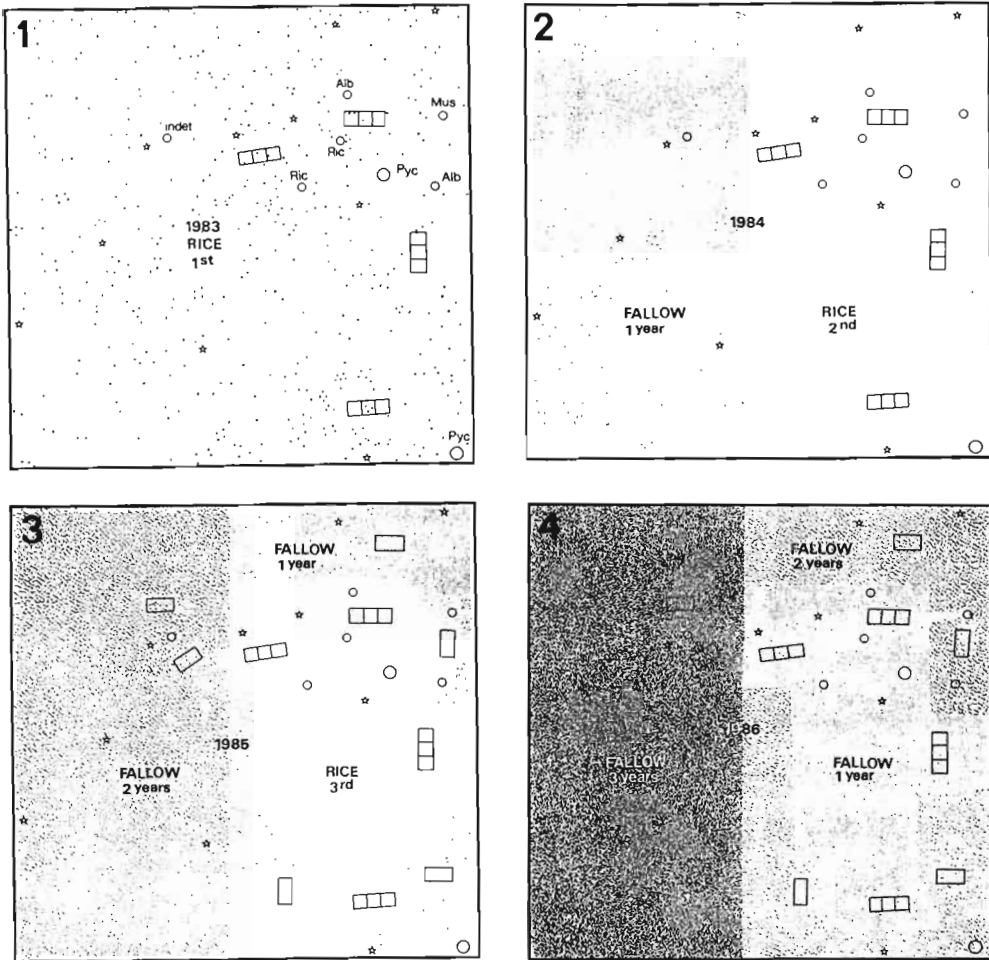 1
Alb
Mus
indet
Ric
Pyc
Ric
Alb
1983
RICE
1st
Pyc
2
1984
FALLOW
1 year
RICE
2nd
3
FALLOW
1 year
1985
FALLOW
2 years
RICE
3rd
4
FALLOW
2 years
1986
FALLOW
3 years
FALLOW
1 year